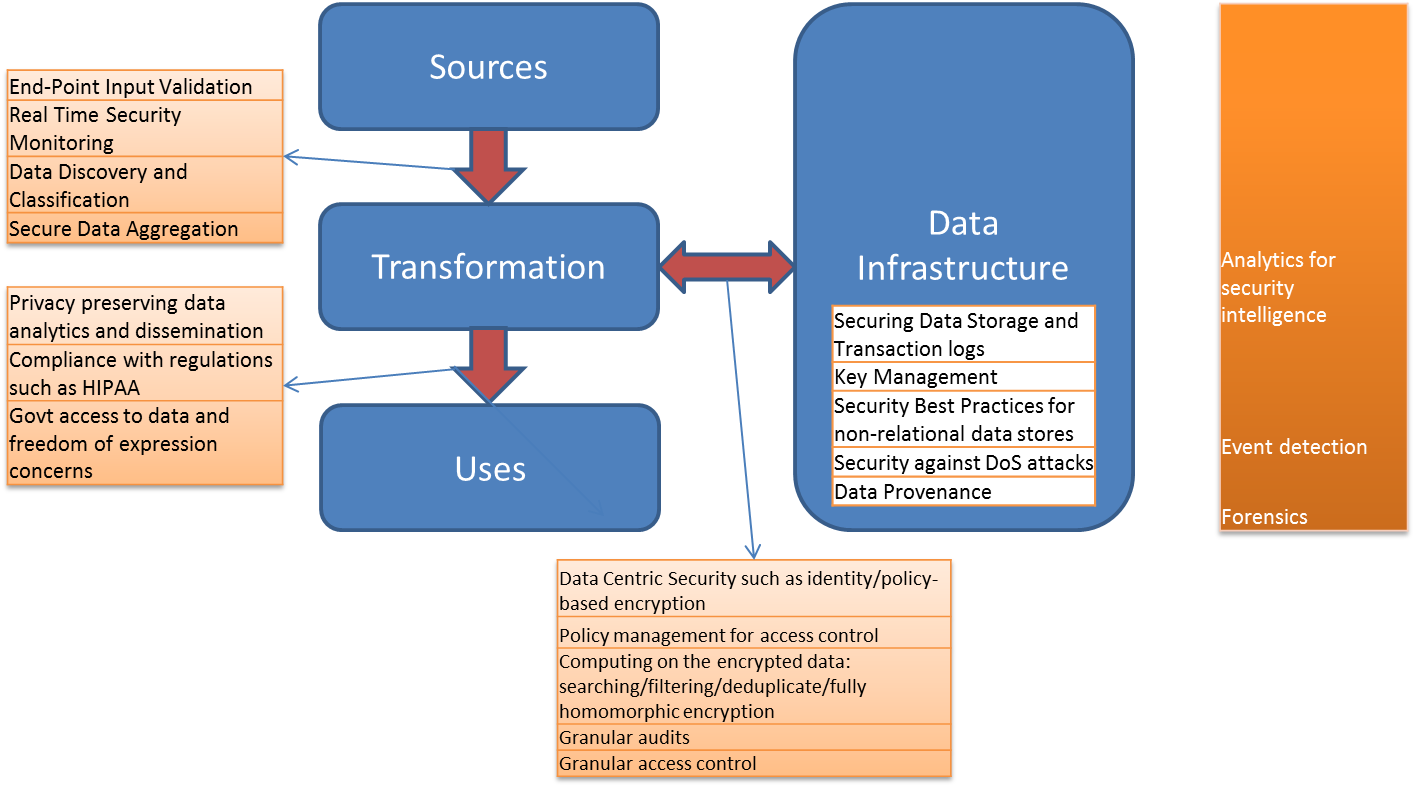 Sources
End-Point Input Validation
Real Time Security
Monitoring
Data Discovery and
Classification
Secure Data Aggregation
Transformation
Privacy preserving data
analytics and dissemination
Compliance with regulations
such as HIPAA
Govt access to data and
freedom of expression
concerns
Uses
Data
Infrastructure
Securing Data Storage and
Transaction logs
Key Management
Security Best Practices for
non-relational data stores
Security against DoS attacks
Data Provenance
Analytics for
security
intelligence
Event detection
Forensics
Data Centric Security such as identity/policy-
based encryption
Policy management for access control
Computing on the encrypted data:
searching/filtering/deduplicate/fully
homomorphic encryption
Granular audits
Granular access control